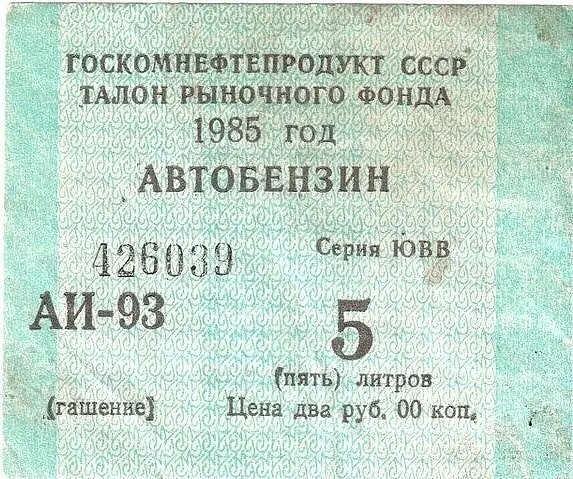 ГОСКОМНЕФТЕПРОДУКТ СССР
ТАЛОН РЫНОЧНОГО ФОНДА
1985 ГОД
АВТОБЕНЗИН
426039 Серия ЮВВ
АИ-93 5
(пять) литров
(гашение] Цена два руб. 00 коп.